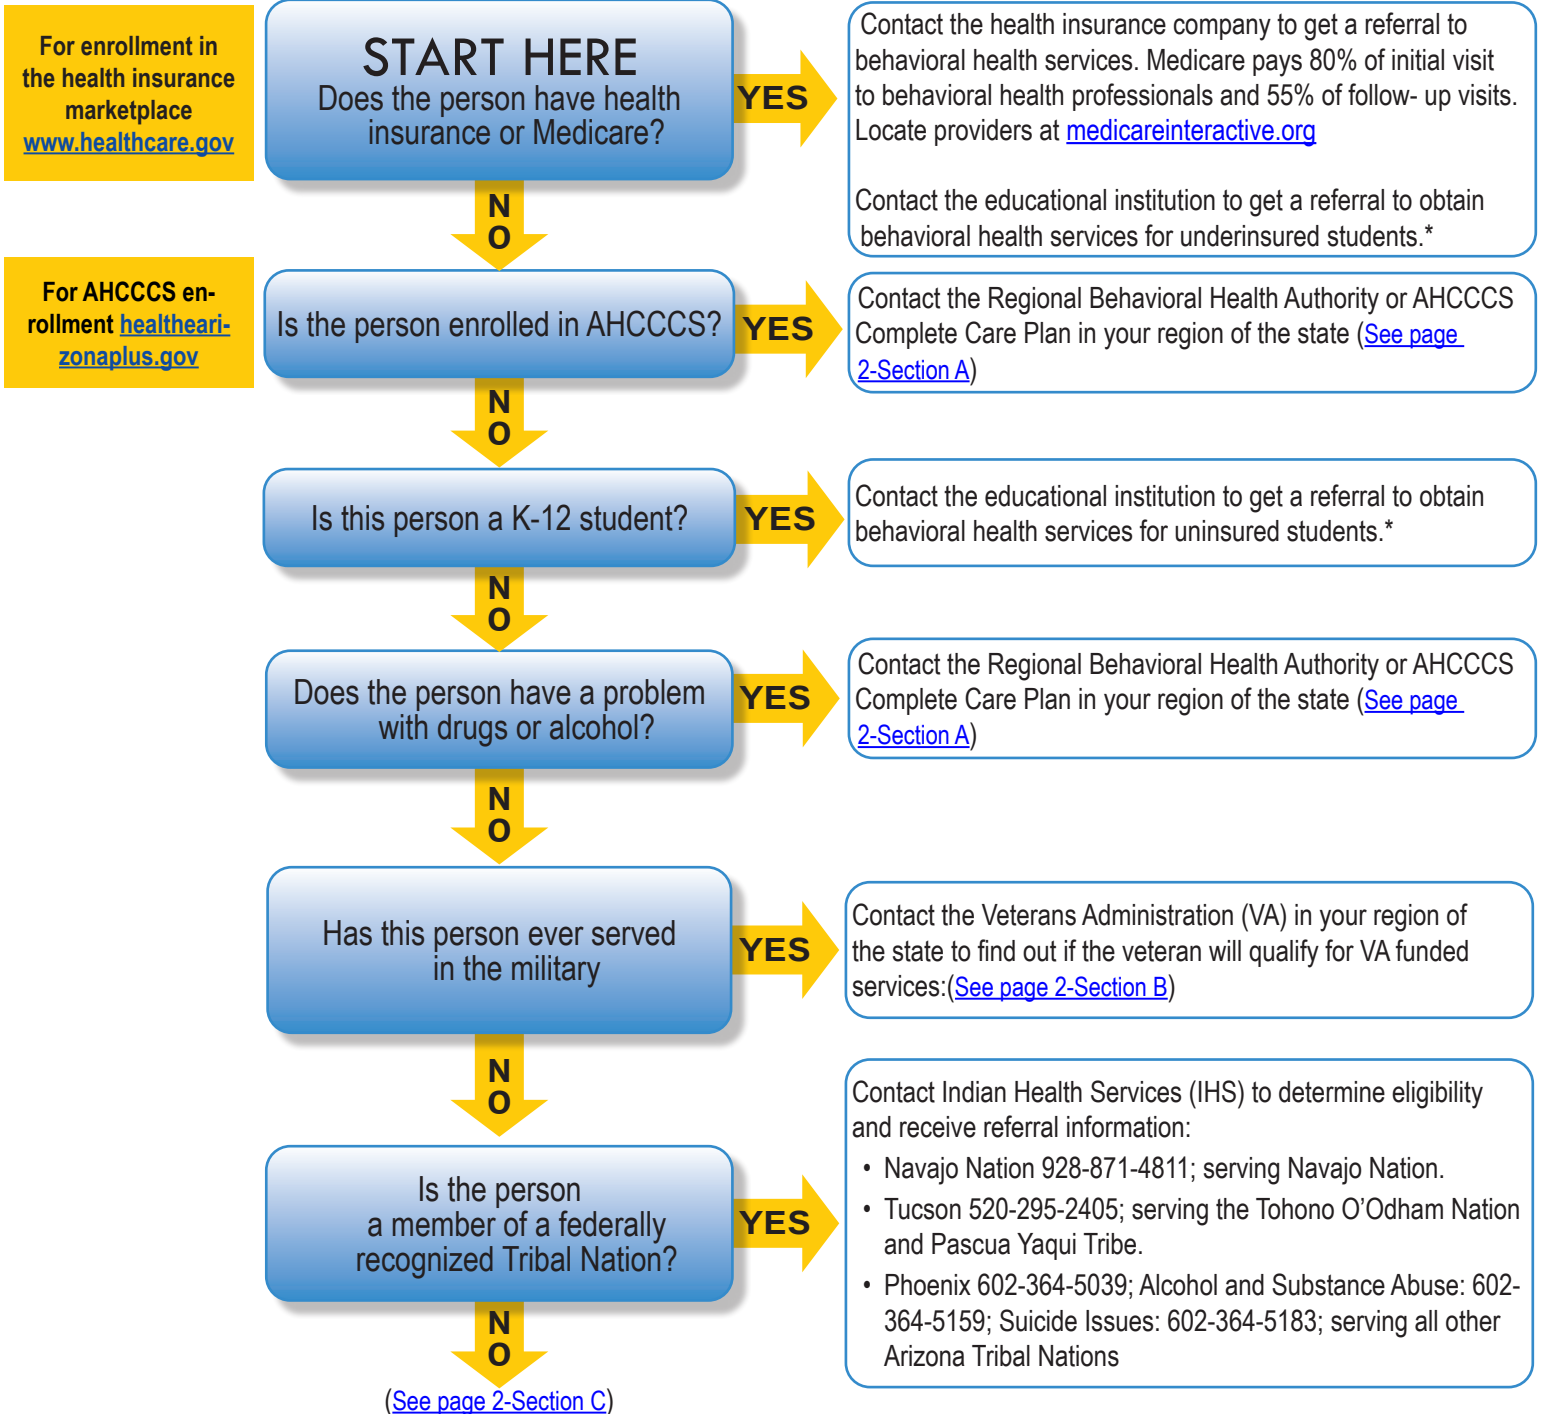 For enrollment in
the health insurance
marketplace
www.healthcare.gov
START HERE
Does the person have health
insurance or Medicare?
YES
Contact the health insurance company to get a referral to
behavioral health services. Medicare pays 80% of initial visit
to behavioral health professionals and 55% of follow- up visits.
Locate providers at medicareinteractive.org
Contact the educational institution to get a referral to obtain
behavioral health services for underinsured students.*
N
O
For AHCCCS en-
rollment healtheari-
zonaplus.gov
Is the person enrolled in AHCCCS?
YES
Contact the Regional Behavioral Health Authority or AHCCCS
Complete Care Plan in your region of the state (See page
2-Section A)
N
O
Is this person a K-12 student?
YES
Contact the educational institution to get a referral to obtain
behavioral health services for uninsured students.*
N
O
Does the person have a problem
with drugs or alcohol?
YES
Contact the Regional Behavioral Health Authority or AHCCCS
Complete Care Plan in your region of the state (See page
2-Section A)
N
O
Has this person ever served
in the military
YES
Contact the Veterans Administration (VA) in your region of
the state to find out if the veteran will qualify for VA funded
services:(See page 2-Section B)
N
O
Is the person
a member of a federally
recognized Tribal Nation?
YES
Contact Indian Health Services (IHS) to determine eligibility
and receive referral information:
• Navajo Nation 928-871-4811; serving Navajo Nation.
• Tucson 520-295-2405; serving the Tohono O’Odham Nation
and Pascua Yaqui Tribe.
• Phoenix 602-364-5039; Alcohol and Substance Abuse: 602-
364-5159; Suicide Issues: 602-364-5183; serving all other
Arizona Tribal Nations
N
O
(See page 2-Section C)